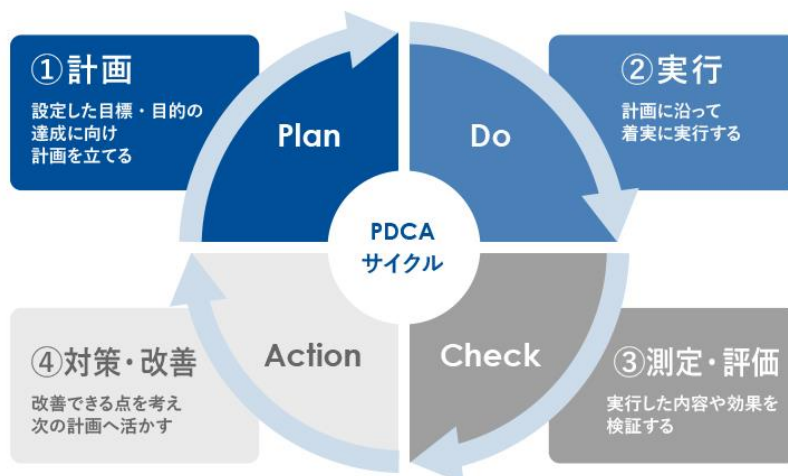 ①計画
設定した目標・目的の
達成に向け
計画を立てる
Plan
②実行
計画に沿って
着実に実行する
Do
PDCA
サイクル
③測定・評価
実行した内容や効果を
検証する
Check
④対策・改善
改善できる点を考え
次の計画へ活かす
Action